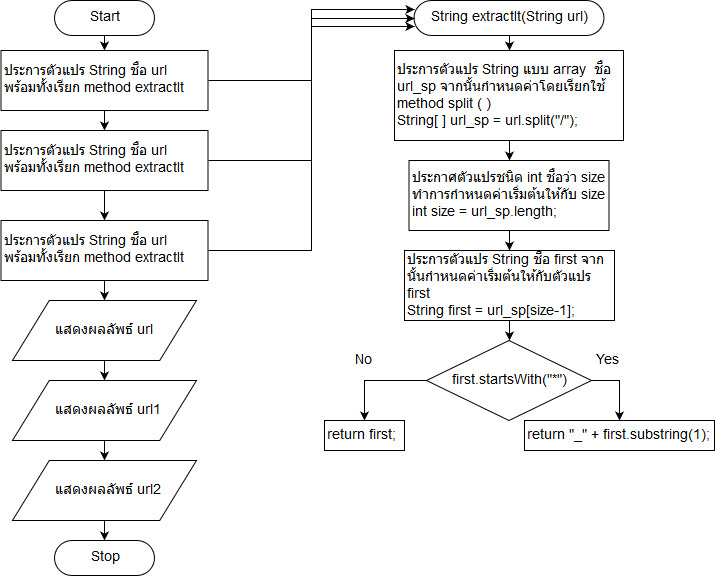 Start
ประการตัวแปร String ชื่อ url
พร้อมทั้งเรียก method extractIt
ประการตัวแปร String ชื่อ url
พร้อมทั้งเรียก method extractIt
ประการตัวแปร String ชื่อ url
พร้อมทั้งเรียก method extractIt
แสดงผลลัพธ์ url
แสดงผลลัพธ์ url1
แสดงผลลัพธ์ url2
Stop
String extractIt(String url)
ประการตัวแปร String แบบ array ชื่อ
url_sp จากนั้นกำหนดค่าโดยเรียกใช้
method split ( )
String[ ] url_sp = url.split("/");
ประกาศตัวแปรชนิด int ชื่อว่า size
ทำการกำหนดค่าเริ่มต้นให้กับ size
int size = url_sp.length;
ประการตัวแปร String ชื่อ first จาก
นั้นกำหนดค่าเริ่มต้นให้กับตัวแปร
first
String first = url_sp[size-1];
No
Yes
first.startsWith("*")
return first;
return "_" + first.substring(1);